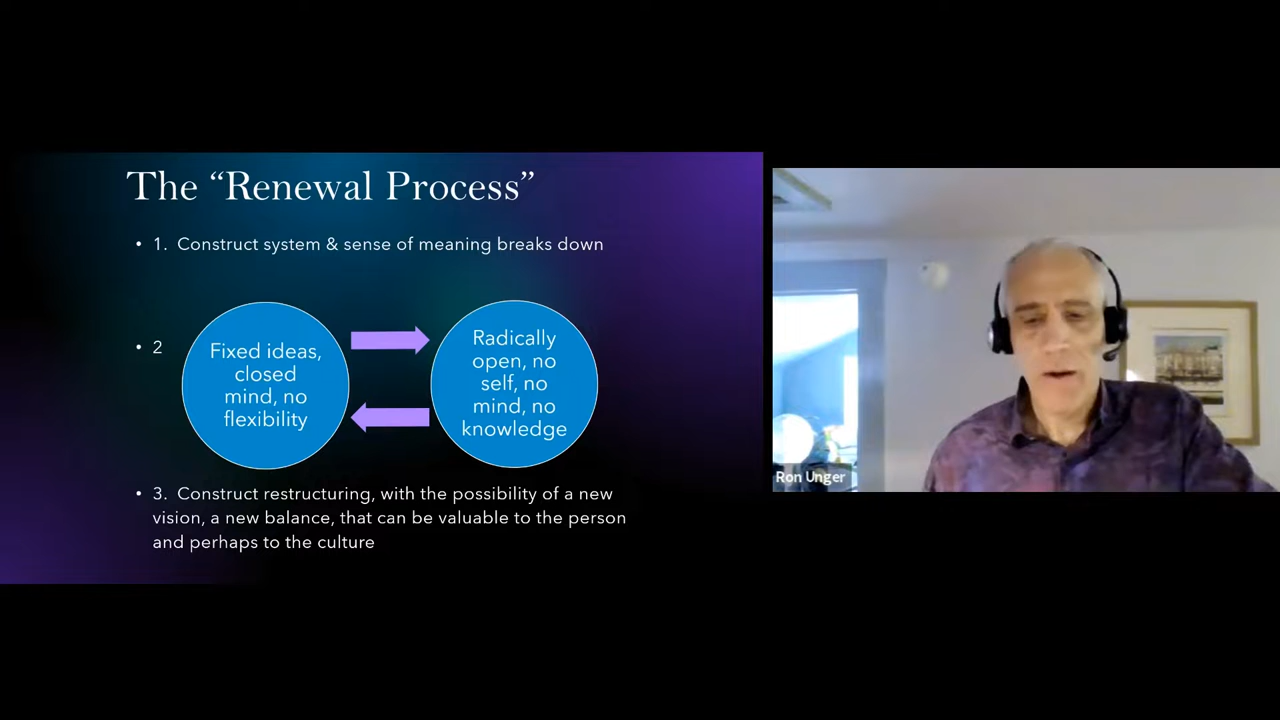 The “Renewal Process”
• 1. Construct system & sense of meaning breaks down
• 2
Fixed ideas,
closed
mind, no
flexibility
Radically
open, no
self, no
mind, no
knowledge
• 3. Construct restructuring, with the possibility of a new
vision, a new balance, that can be valuable to the person
and perhaps to the culture
Ron Unger